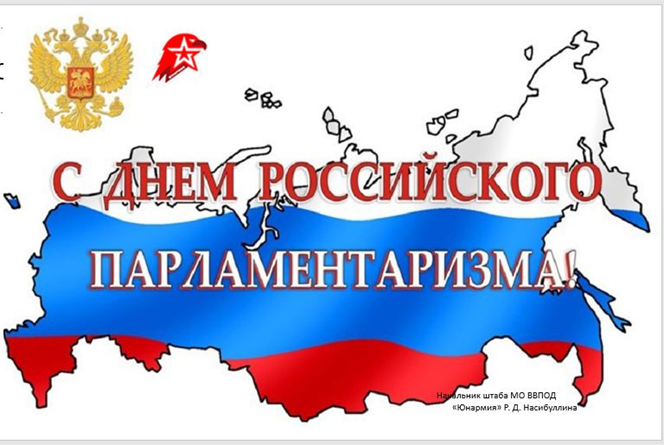 С ДНЕМ РОССИЙСКОГО
ПАРЛАМЕНТАРИЗМА!
Начальник штаба МО ВВПОД
«Юнармия» Р. Д. Насибуллина